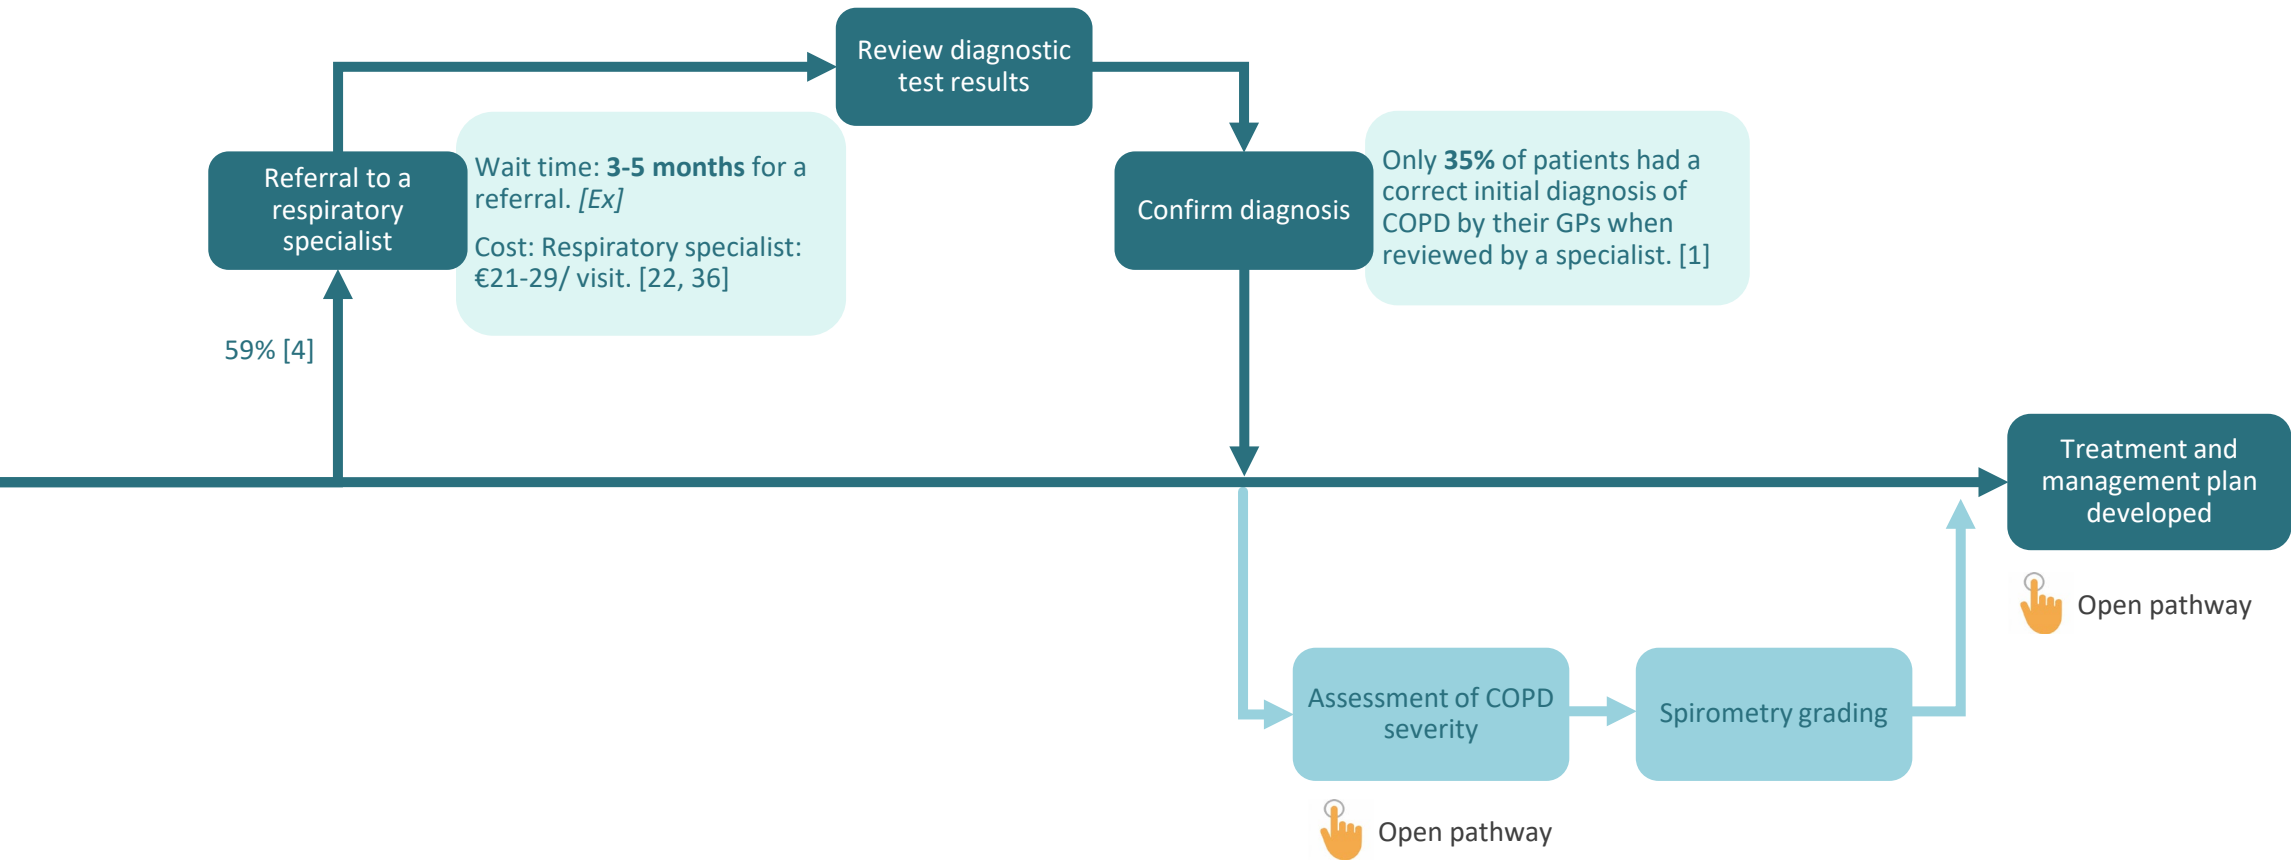 Review diagnostic
test results
Referral to a
respiratory
specialist
Wait time: 3-5 months for a
referral. [Ex]
Cost: Respiratory specialist:
€21-29/ visit. [22, 36]
Confirm diagnosis
Only 35% of patients had a
correct initial diagnosis of
COPD by their GPs when
reviewed by a specialist. [1]
59% [4]
Treatment and
management plan
developed
Open pathway
Assessment of COPD
severity
Spirometry grading
Open pathway